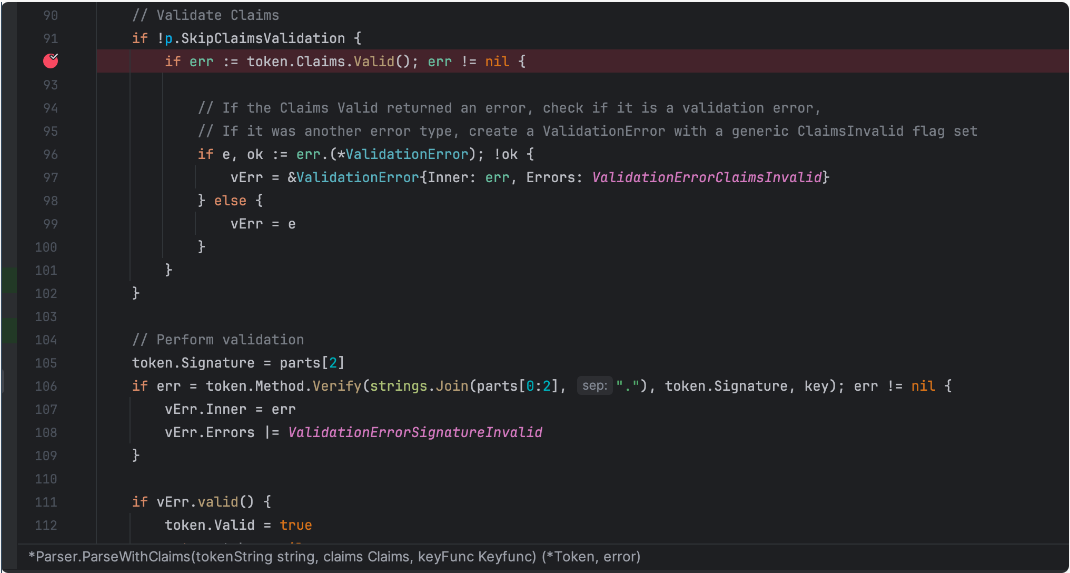 90 // Validate Claims
91 if !p.SkipClaimsValidation {
if err := token.Claims.Valid(); err != nil {
93
94 // If the Claims Valid returned an error, check if it is a validation error,
95 // If it was another error type, create a ValidationError with a generic ClaimsInvalid flag set
96 if e, ok := err.(*ValidationError); !ok {
97 vErr = &ValidationError{Inner: err, Errors: ValidationErrorClaimsInvalid}
98 } else {
99 vErr = e
100 }
101 }
102 }
103
104 // Perform validation
105 token.Signature = parts[2]
106 if err = token.Method.Verify(strings.Join(parts[0:2], sep: "."), token.Signature, key); err != nil {
107 vErr.Inner = err
108 vErr.Errors |= ValidationErrorSignatureInvalid
109 }
110
111 if vErr.valid() {
112 token.Valid = true
*Parser.ParseWithClaims(tokenString string, claims Claims, keyFunc Keyfunc) (*Token, error)